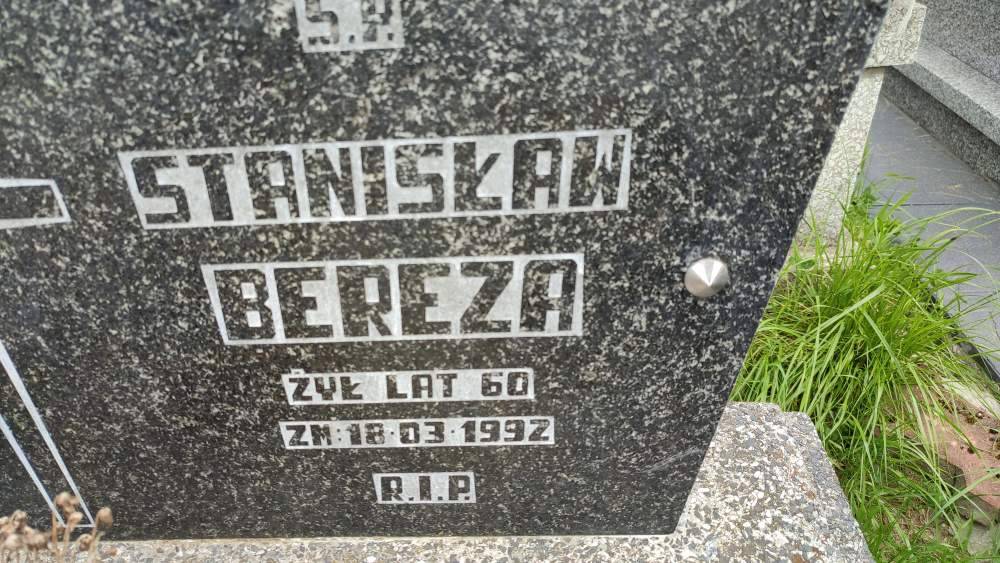 Ś.P.
STANISŁAW
BEREZA
ŻYŁ LAT 60
ZM. 18.03.1992
R.I.P.